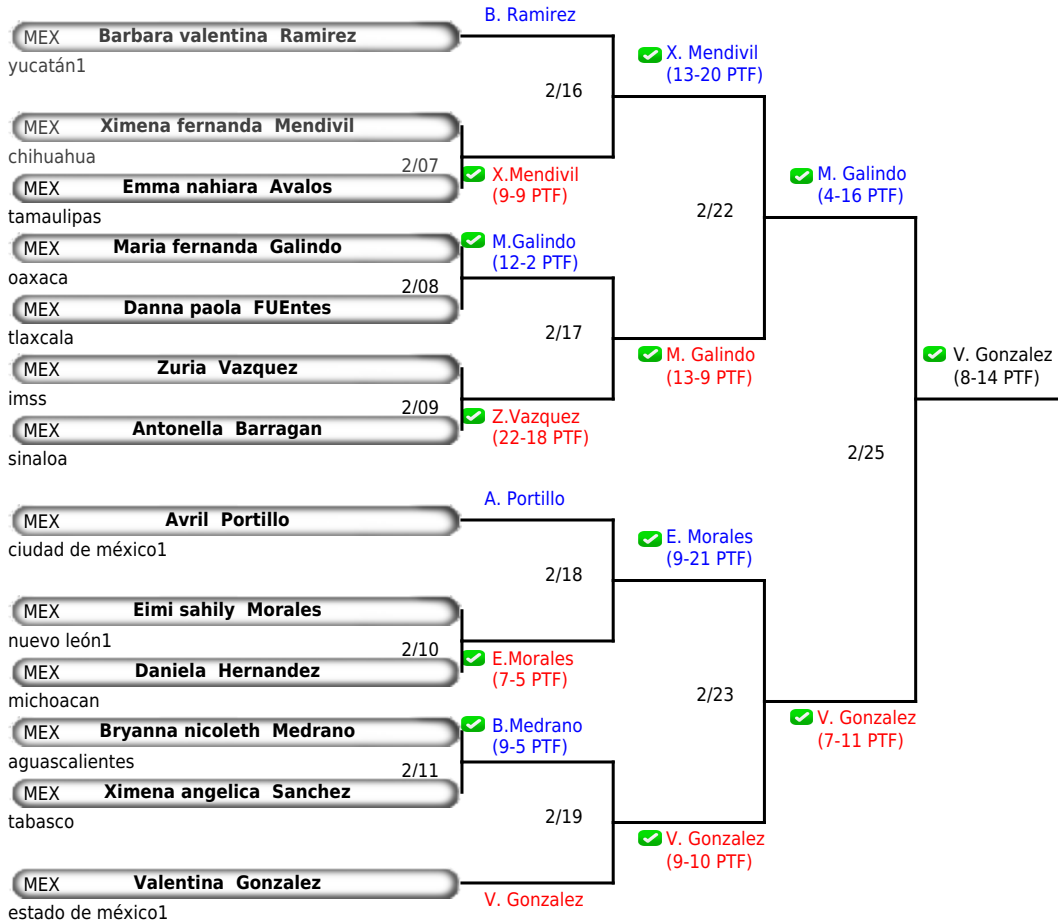 B. Ramirez
MEX Barbara valentina Ramirez
yucatán1
X. Mendivil
(13-20 PTF)
2/16
MEX Ximena fernanda Mendivil
chihuahua
2/07
X.Mendivil
(9-9 PTF)
MEX Emma nahiara Avalos
tamaulipas
M. Galindo
(4-16 PTF)
2/22
MEX Maria fernanda Galindo
oaxaca
M.Galindo
(12-2 PTF)
2/08
MEX Danna paola FUEntes
tlaxcala
2/17
M. Galindo
(13-9 PTF)
V. Gonzalez
(8-14 PTF)
MEX Zuria Vazquez
imss
2/09
Z.Vazquez
(22-18 PTF)
MEX Antonella Barragan
sinaloa
2/25
A. Portillo
MEX Avril Portillo
ciudad de méxico1
E. Morales
(9-21 PTF)
2/18
MEX Eimi sahily Morales
nuevo león1
2/10
E.Morales
(7-5 PTF)
MEX Daniela Hernandez
michoacan
2/23
MEX Bryanna nicoleth Medrano
aguascalientes
B.Medrano
(9-5 PTF)
V. Gonzalez
(7-11 PTF)
2/11
MEX Ximena angelica Sanchez
tabasco
2/19
V. Gonzalez
(9-10 PTF)
MEX Valentina Gonzalez
estado de méxico1
V. Gonzalez